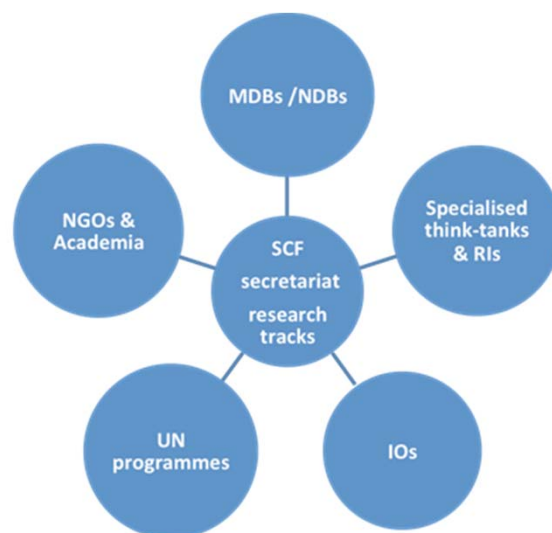 MDBs /NDBs
NGOs &
Academia
Specialised
think-tanks
& RIs
SCF
secretariat
research
tracks
UN
programmes
IOs